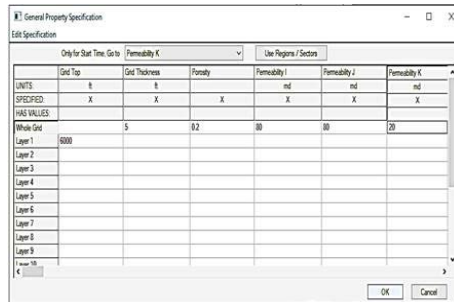 General Property Specification
Edit Specification
Only for Start Time, Go to Permeability K Use Regions / Sectors
Grid Top Grid Thickness Porosity Permeability I Permeability J Permeability K
UNITS: ft ft md md md
SPECIFIED: X X X X X X
HAS VALUES:
Whole Grid 5 0.2 80 80 20
Layer 1 6000
Layer 2
Layer 3
Layer 4
Layer 5
Layer 6
Layer 7
Layer 8
Layer 9
Layer 10
OK Cancel